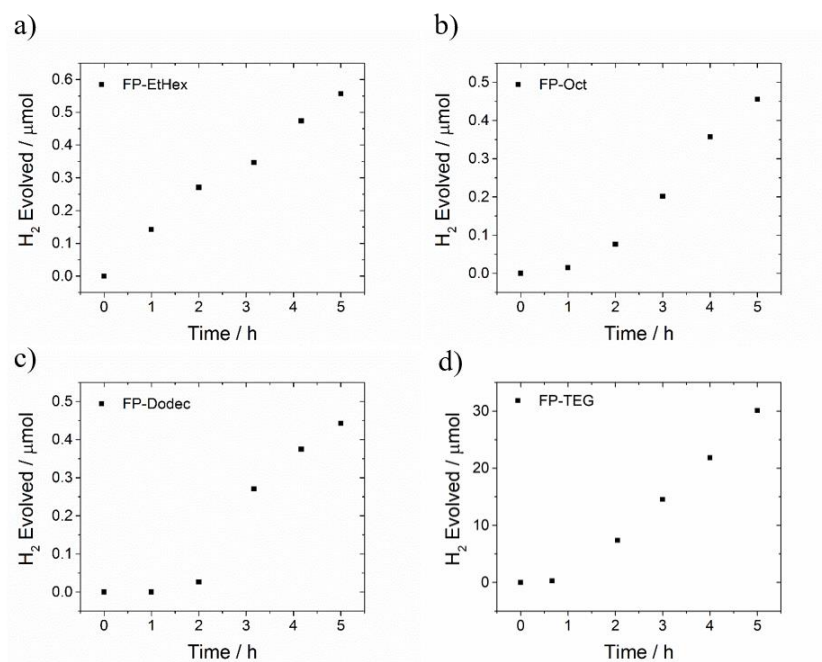 a)
FP-EtHex
H₂ Evolved / μmol
0.6
0.5
0.4
0.3
0.2
0.1
0.0
0 1 2 3 4 5
Time / h
b)
FP-Oct
H₂ Evolved / μmol
0.5
0.4
0.3
0.2
0.1
0.0
0 1 2 3 4 5
Time / h
c)
FP-Dodec
H₂ Evolved / μmol
0.5
0.4
0.3
0.2
0.1
0.0
0 1 2 3 4 5
Time / h
d)
FP-TEG
H₂ Evolved / μmol
30
20
10
0
0 1 2 3 4 5
Time / h